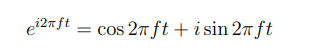 e^{i2πft} = cos 2πft + i sin 2πft